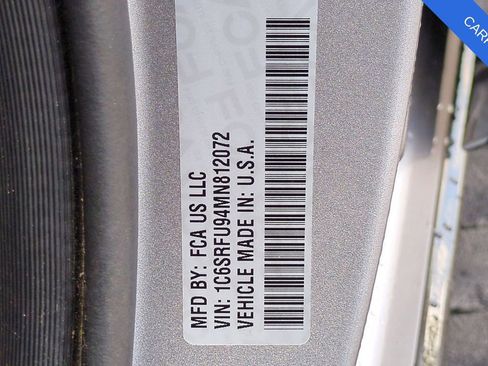 MFD BY: FCA US LLC
VIN: 1C6SRFU94MN812072
VEHICLE MADE IN: U.S.A.